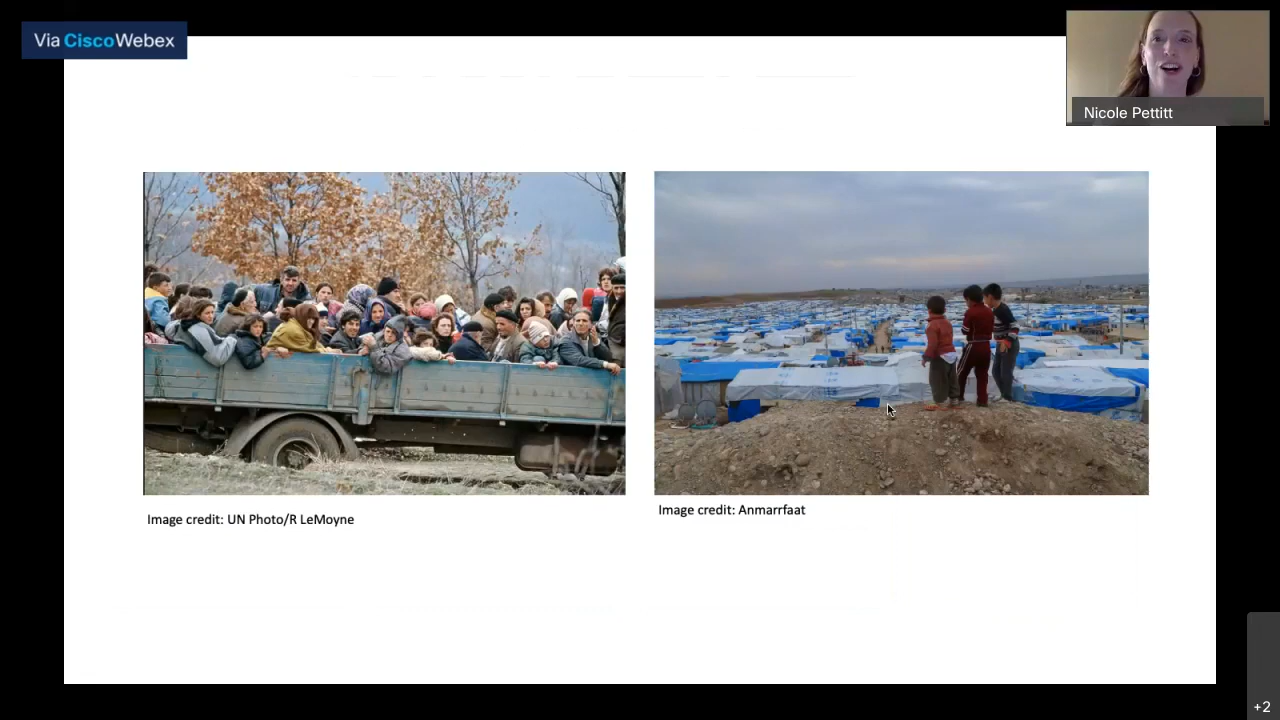 Via CiscoWebex
Nicole Pettitt
Image credit: UN Photo/R LeMoyne
Image credit: Anmarrfaat
+2